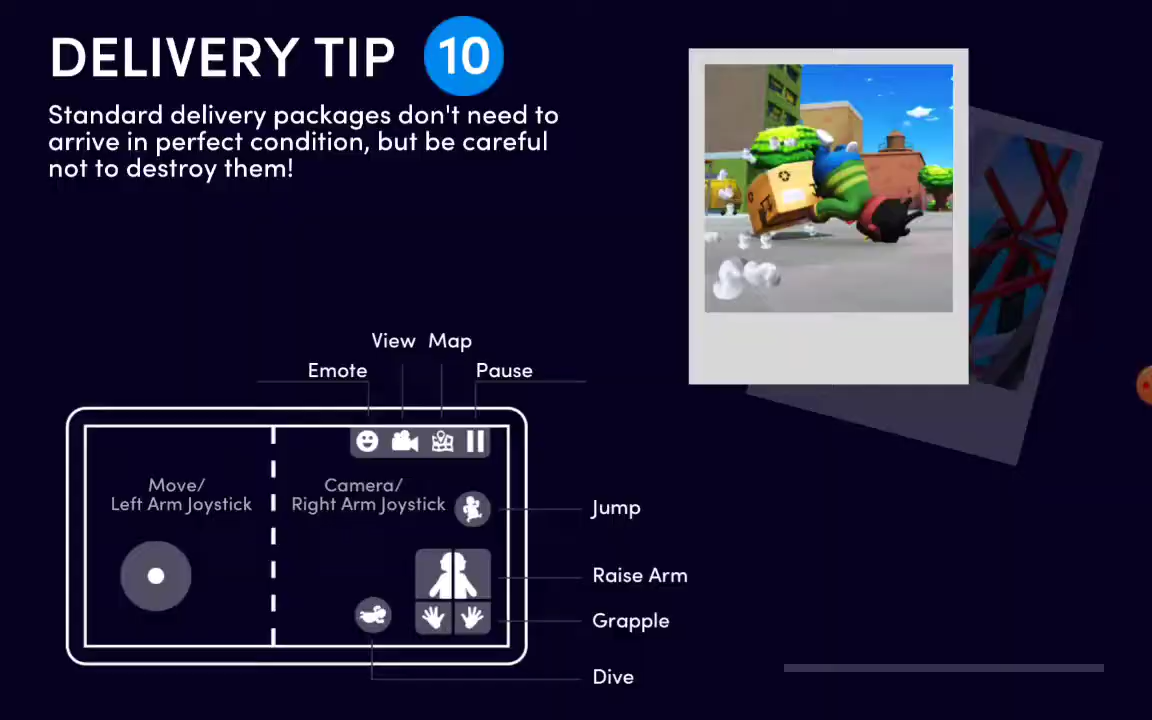 DELIVERY TIP 10
Standard delivery packages don't need to
arrive in perfect condition, but be careful
not to destroy them!
View Map
Emote Pause
Move/
Left Arm Joystick
Camera/
Right Arm Joystick
Jump
Raise Arm
Grapple
Dive